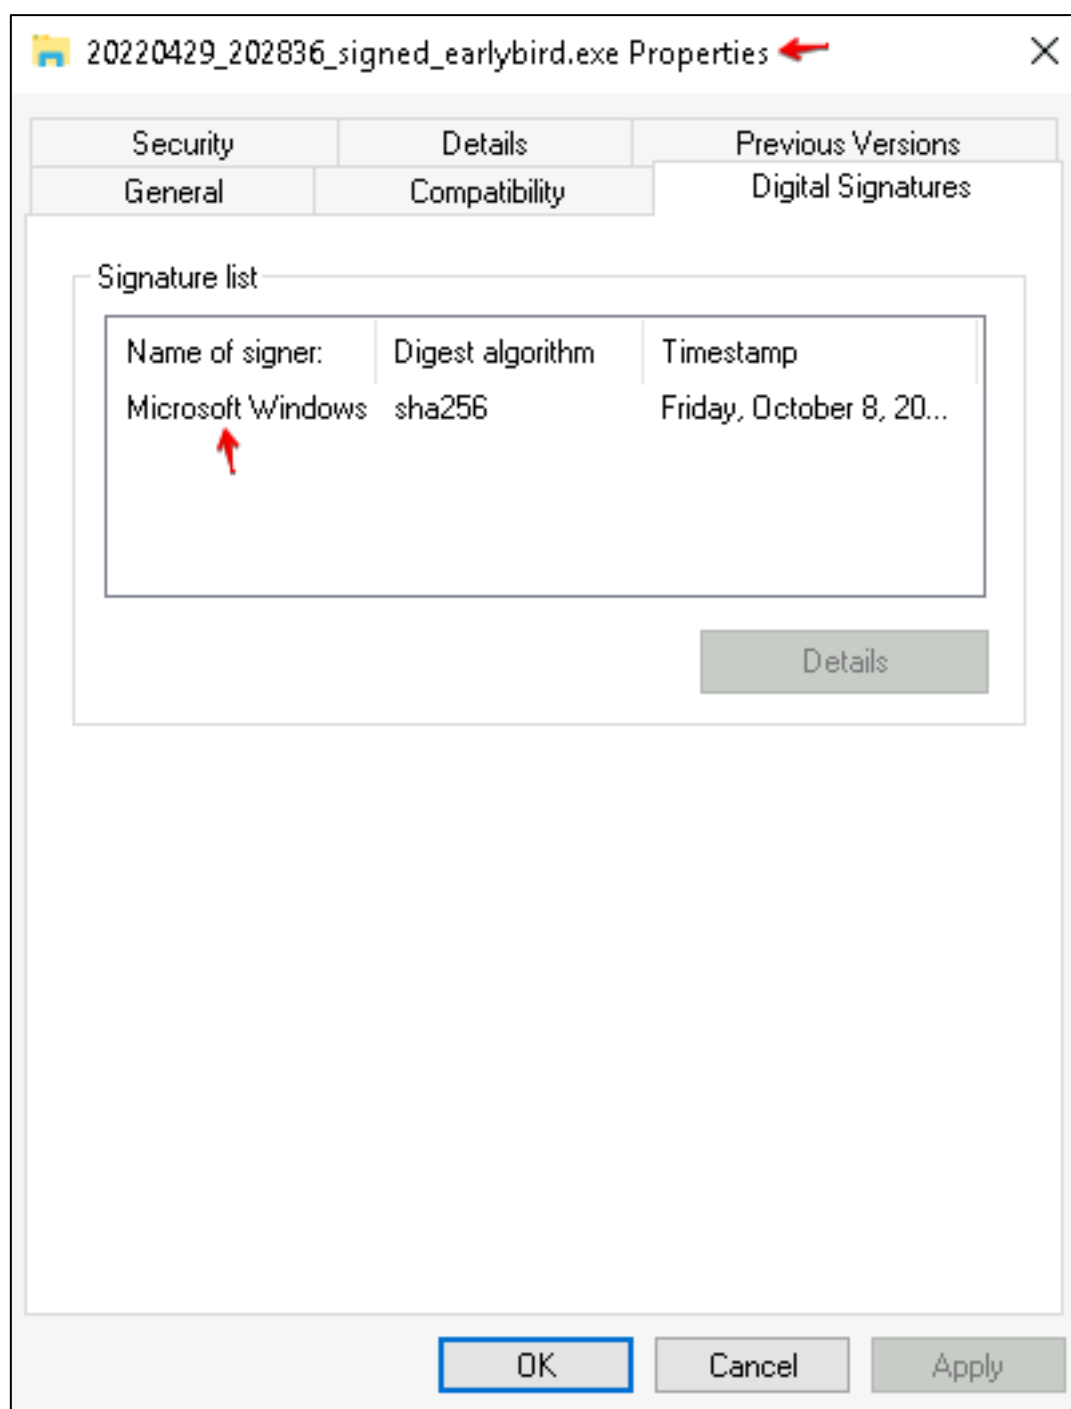 20220429_202836_signed_earlybird.exe Properties
Security Details Previous Versions
General Compatibility Digital Signatures
Signature list
Name of signer: Digest algorithm Timestamp
Microsoft Windows sha256 Friday, October 8, 20...
Details
OK Cancel Apply